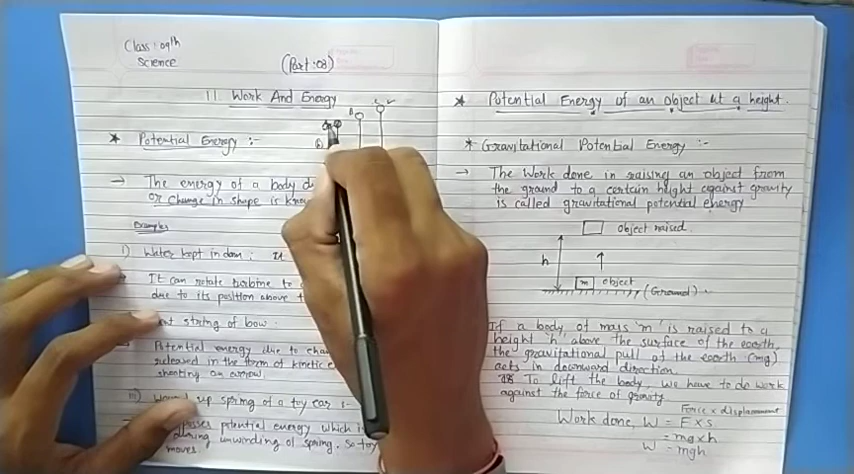 Class: 09th
Science
(Part:03)
11 Work And Energy
* Potential Energy :-
→ The energy of a body
or change in shape is
Examples
i) Water kept in dam:
It can rotate turbine to
due to its position above
string of bow.
Potential energy due to
released in the form of kinetic
shooting an arrow.
iii) Wound up spring of a toy car :-
potential energy which
during unwinding of spring. So toy
moves.
* Potential Energy of an object at a height.
* Gravitational Potential Energy :-
→ The Work done in raising an object from
the ground to a certain height against gravity
is called gravitational potential energy
object raised.
h
m object
(Ground).
If a body of mass 'm' is raised to a
height 'h' above the surface of the earth,
the gravitational pull of the earth (mg)
acts in downward direction.
To lift the body, we have to do work
against the force of gravity
Force × displacement
Work done, W = F × s
= mg × h
W = mgh